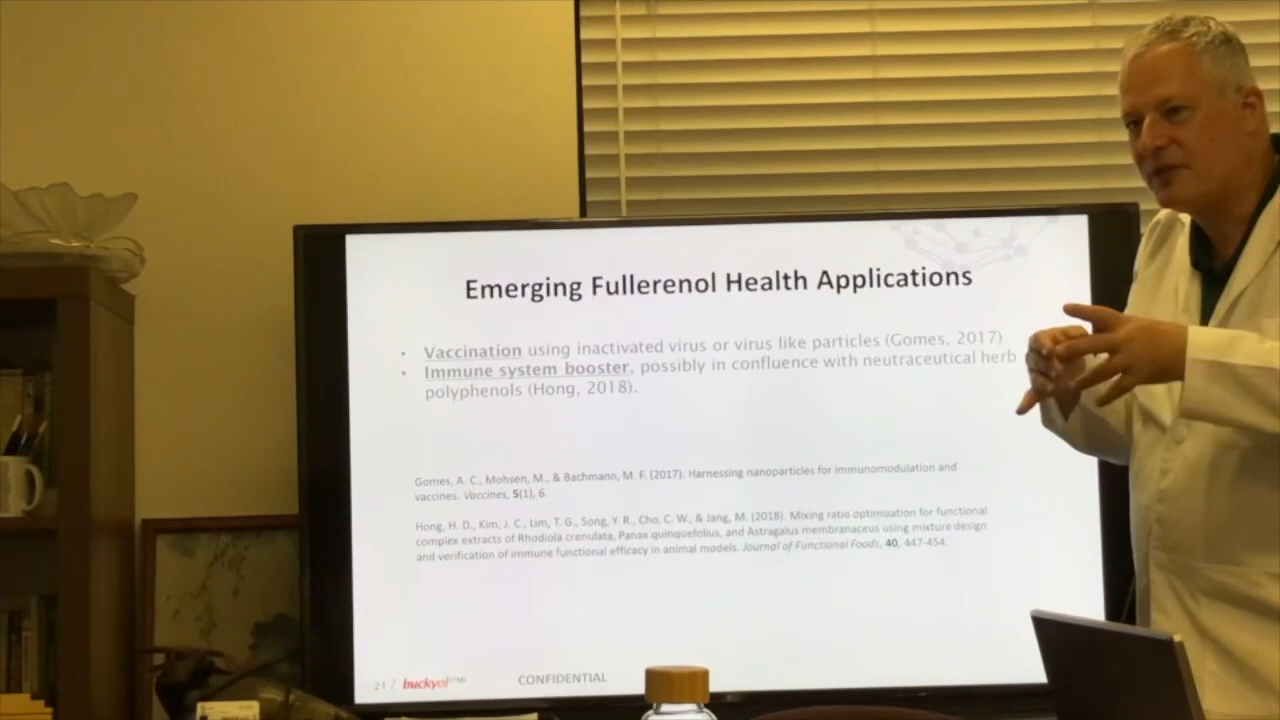 Emerging Fullerenol Health Applications
• Vaccination using inactivated virus or virus like particles (Gomes, 2017)
• Immune system booster, possibly in confluence with neutraceutical herb
polyphenols (Hong, 2018).
Gomes, A. C., Mohsen, M., & Bachmann, M. F. (2017). Harnessing nanoparticles for immunomodulation and
vaccines. Vaccines, 5(1), 6.
Hong, H. D., Kim, J. C., Lim, T. G., Song, Y. R., Cho, C. W., & Jang, M. (2018). Mixing ratio optimization for functional
complex extracts of Rhodiola crenulata, Panax quinquefolius, and Astragalus membranaceus using mixture design
and verification of immune functional efficacy in animal models. Journal of Functional Foods, 40, 447-454.
21 / buckyol CONFIDENTIAL